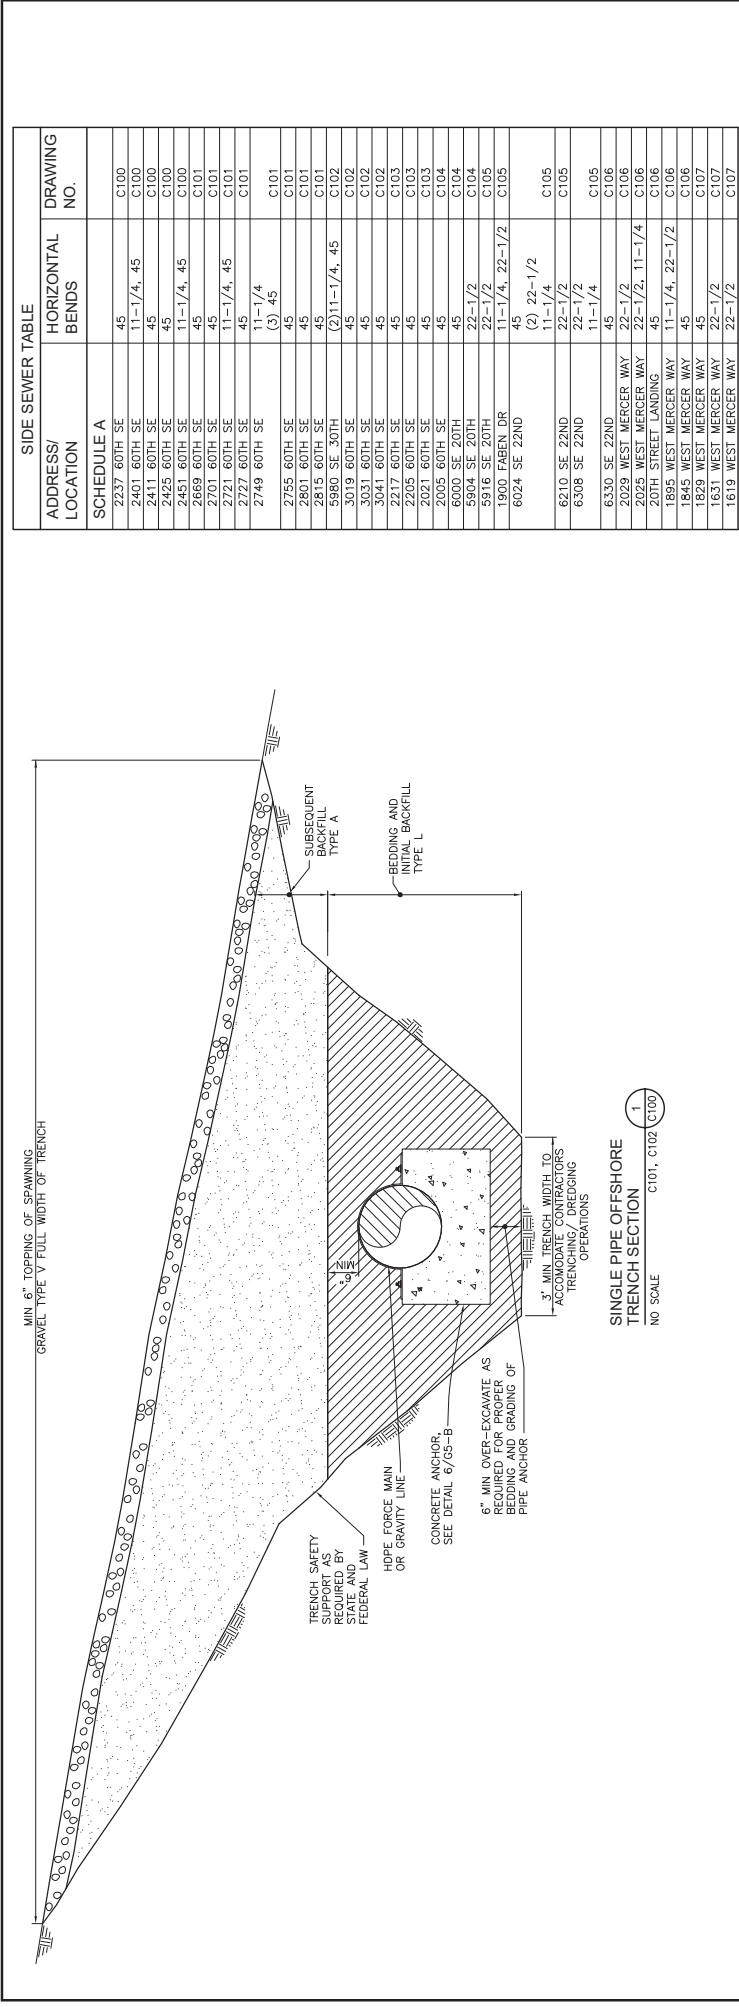 MIN 6" TOPPING OF SPAWNING
GRAVEL TYPE V FULL WIDTH OF TRENCH
TRENCH SAFETY
SUPPORT AS
REQUIRED BY
STATE AND
FEDERAL LAW
HDPE FORCE MAIN
OR GRAVITY LINE
CONCRETE ANCHOR,
SEE DETAIL 6/G5-B
6" MIN OVER-EXCAVATE AS
REQUIRED FOR PROPER
BEDDING AND GRADING OF
PIPE ANCHOR
6"
MIN
3' MIN TRENCH WIDTH TO
ACCOMODATE CONTRACTORS
TRENCHING/ DREDGING
OPERATIONS
SUBSEQUENT
BACKFILL
TYPE A
BEDDING AND
INITIAL BACKFILL
TYPE L
SINGLE PIPE OFFSHORE
TRENCH SECTION
NO SCALE
1
C101, C102 C100
SIDE SEWER TABLE
ADDRESS/ HORIZONTAL DRAWING
LOCATION BENDS NO.
SCHEDULE A
2237 60TH SE 45 C100
2401 60TH SE 11-1/4, 45 C100
2411 60TH SE 45 C100
2425 60TH SE 45 C100
2451 60TH SE 11-1/4, 45 C100
2669 60TH SE 45 C101
2701 60TH SE 45 C101
2721 60TH SE 11-1/4, 45 C101
2727 60TH SE 45 C101
2749 60TH SE 11-1/4
(3) 45 C101
2755 60TH SE 45 C101
2801 60TH SE 45 C101
2815 60TH SE 45 C101
5980 SE 30TH (2)11-1/4, 45 C102
3019 60TH SE 45 C102
3031 60TH SE 45 C102
3041 60TH SE 45 C102
2217 60TH SE 45 C103
2205 60TH SE 45 C103
2021 60TH SE 45 C103
2005 60TH SE 45 C104
6000 SE 20TH 45 C104
5904 SE 20TH 22-1/2 C104
5916 SE 20TH 22-1/2 C105
1900 FABEN DR 11-1/4, 22-1/2 C105
6024 SE 22ND 45
(2) 22-1/2
11-1/4 C105
6210 SE 22ND 22-1/2 C105
6308 SE 22ND 22-1/2
11-1/4 C105
6330 SE 22ND 45 C106
2029 WEST MERCER WAY 22-1/2 C106
2025 WEST MERCER WAY 22-1/2, 11-1/4 C106
20TH STREET LANDING 45 C106
1895 WEST MERCER WAY 11-1/4, 22-1/2 C106
1845 WEST MERCER WAY 45 C106
1829 WEST MERCER WAY 45 C107
1631 WEST MERCER WAY 22-1/2 C107
1619 WEST MERCER WAY 22-1/2 C107